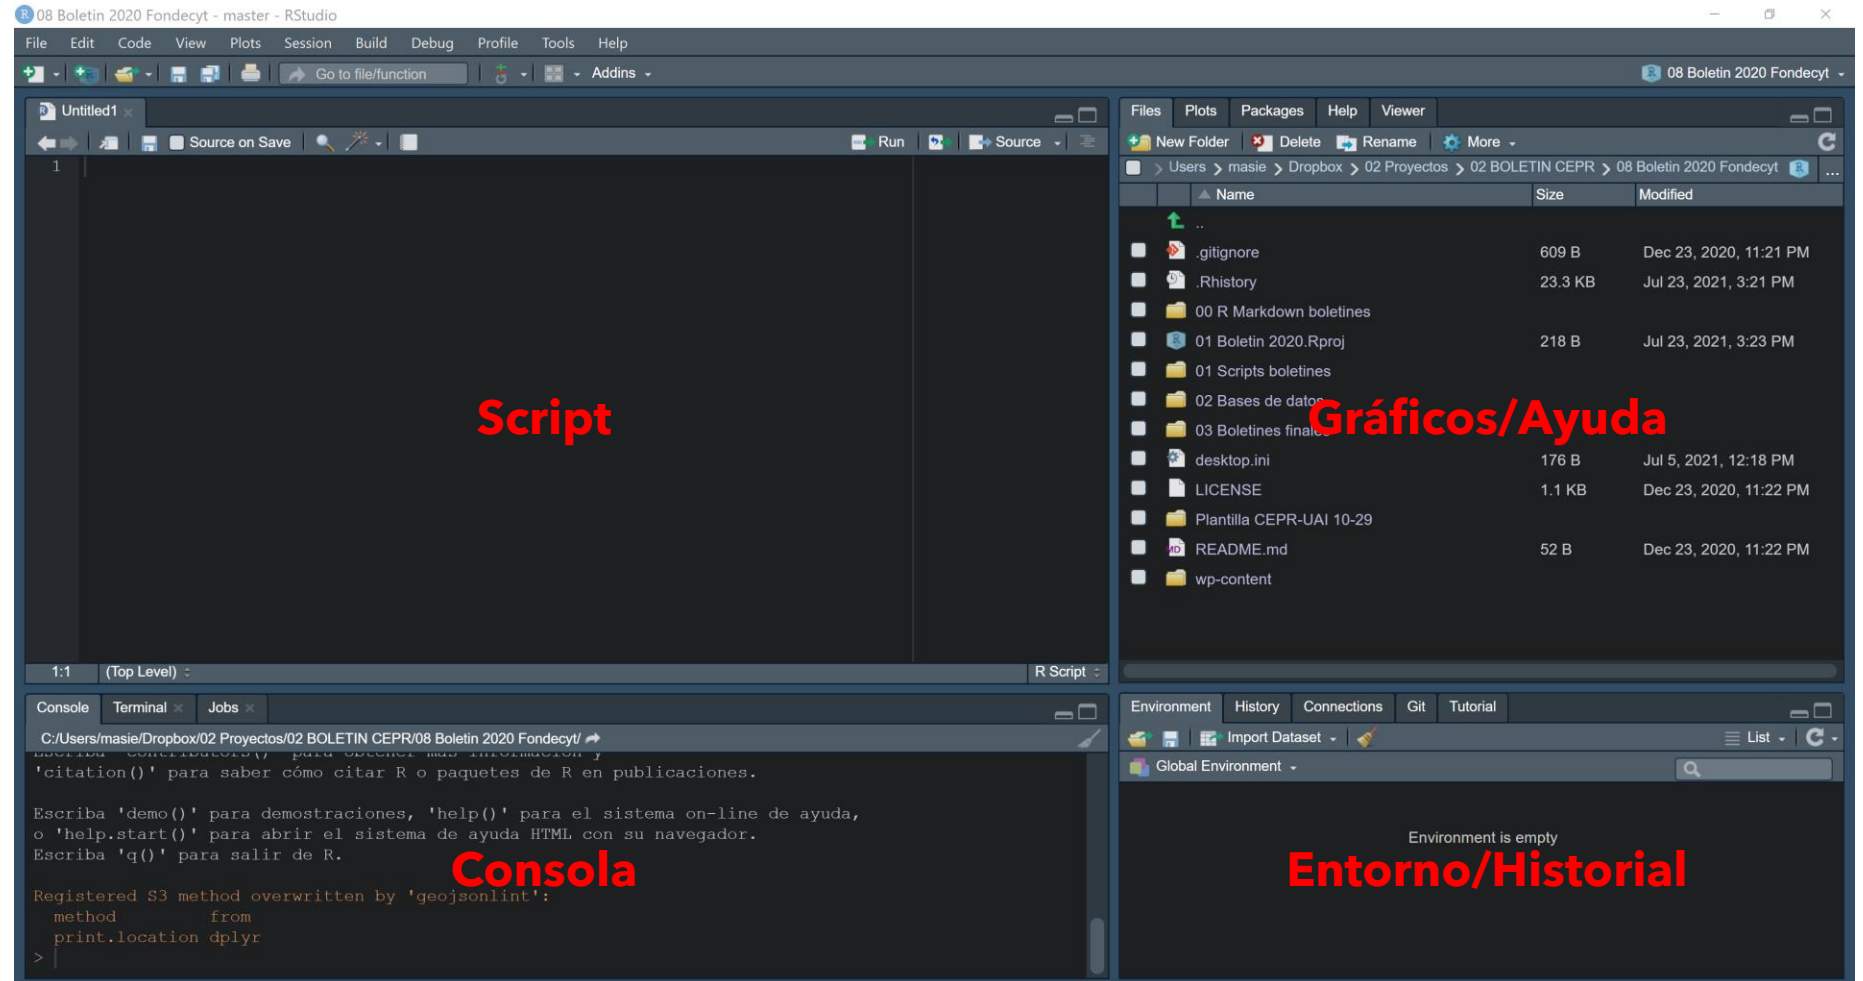 08 Boletin 2020 Fondecyt - master - RStudio
File Edit Code View Plots Session Build Debug Profile Tools Help
Go to file/function Addins 08 Boletin 2020 Fondecyt
Untitled1
Source on Save Run Source
1
Script
1:1 (Top Level) R Script
Files Plots Packages Help Viewer
New Folder Delete Rename More
Users > masie > Dropbox > 02 Proyectos > 02 BOLETIN CEPR > 08 Boletin 2020 Fondecyt ...
Name Size Modified
..
.gitignore 609 B Dec 23, 2020, 11:21 PM
.Rhistory 23.3 KB Jul 23, 2021, 3:21 PM
00 R Markdown boletines
01 Boletin 2020.Rproj 218 B Jul 23, 2021, 3:23 PM
01 Scripts boletines
02 Bases de datos
Gráficos/Ayuda
03 Boletines finales
desktop.ini 176 B Jul 5, 2021, 12:18 PM
LICENSE 1.1 KB Dec 23, 2020, 11:22 PM
Plantilla CEPR-UAI 10-29
README.md 52 B Dec 23, 2020, 11:22 PM
wp-content
Console Terminal Jobs
C:/Users/masie/Dropbox/02 Proyectos/02 BOLETIN CEPR/08 Boletin 2020 Fondecyt/
Escriba 'contributors()' para obtener más información y
'citation()' para saber cómo citar R o paquetes de R en publicaciones.
Escriba 'demo()' para demostraciones, 'help()' para el sistema on-line de ayuda,
o 'help.start()' para abrir el sistema de ayuda HTML con su navegador.
Escriba 'q()' para salir de R.
Consola
Registered S3 method overwritten by 'geojsonlint':
method from
print.location dplyr
>
Environment History Connections Git Tutorial
Import Dataset List
Global Environment
Environment is empty
Entorno/Historial